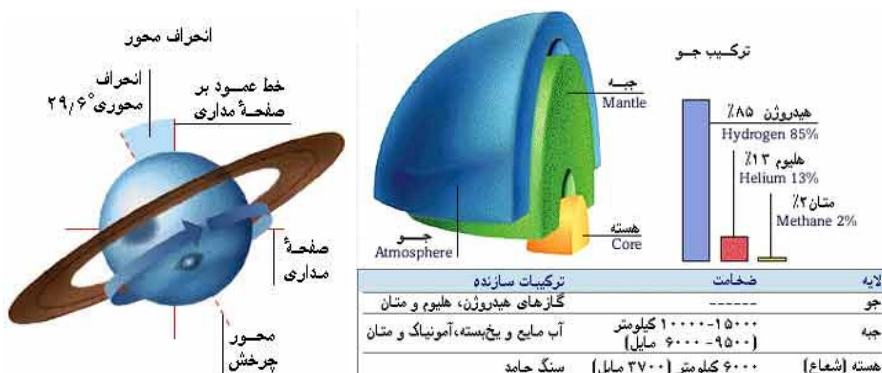 انحراف محور
انحراف
محوری ۲۹/۶°
خط عمود بر
صفحهٔ مداری
صفحهٔ
مداری
محور
چرخش
جبه
Mantle
جو
Atmosphere
هسته
Core
ترکیب جو
هیدروژن ۸۵٪
Hydrogen 85%
هلیوم ۱۳٪
Helium 13%
متان ۲٪
Methane 2%
لایه ضخامت ترکیبات سازنده
جو ------ گازهای هیدروژن، هلیوم و متان
جبه ۱۵۰۰۰-۱۰۰۰۰ کیلومتر آب مایع و یخ‌بسته، آمونیاک و متان
(۹۵۰۰-۶۰۰۰ مایل)
هسته (شعاع) ۶۰۰۰ کیلومتر (۳۷۰۰ مایل) سنگ جامد